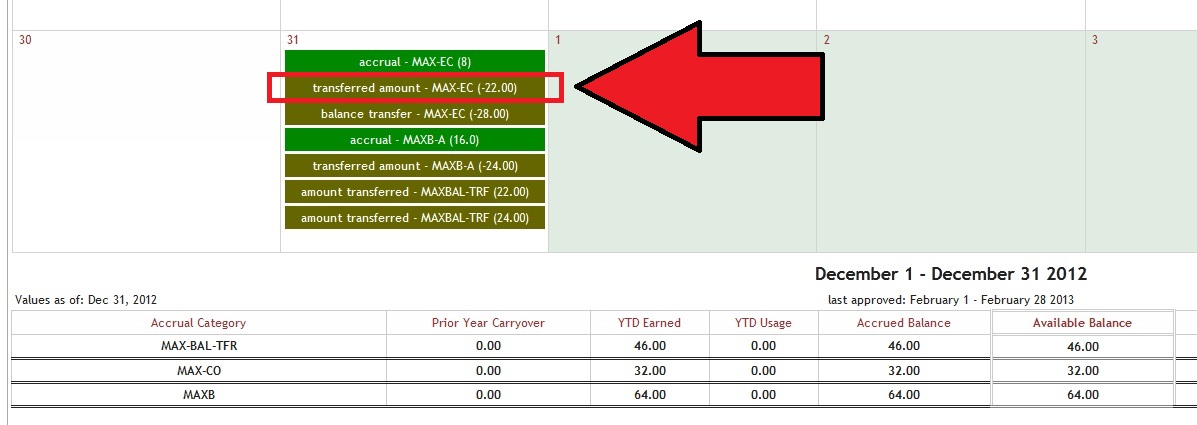 30 31 1 2 3
accrual - MAX-EC (8)
transferred amount - MAX-EC (-22.00)
balance transfer - MAX-EC (-28.00)
accrual - MAXB-A (16.0)
transferred amount - MAXB-A (-24.00)
amount transferred - MAXBAL-TRF (22.00)
amount transferred - MAXBAL-TRF (24.00)
December 1 - December 31 2012
Values as of: Dec 31, 2012 last approved: February 1 - February 28 2013
Accrual Category Prior Year Carryover YTD Earned YTD Usage Accrued Balance Available Balance
MAX-BAL-TFR 0.00 46.00 0.00 46.00 46.00
MAX-CO 0.00 32.00 0.00 32.00 32.00
MAXB 0.00 64.00 0.00 64.00 64.00